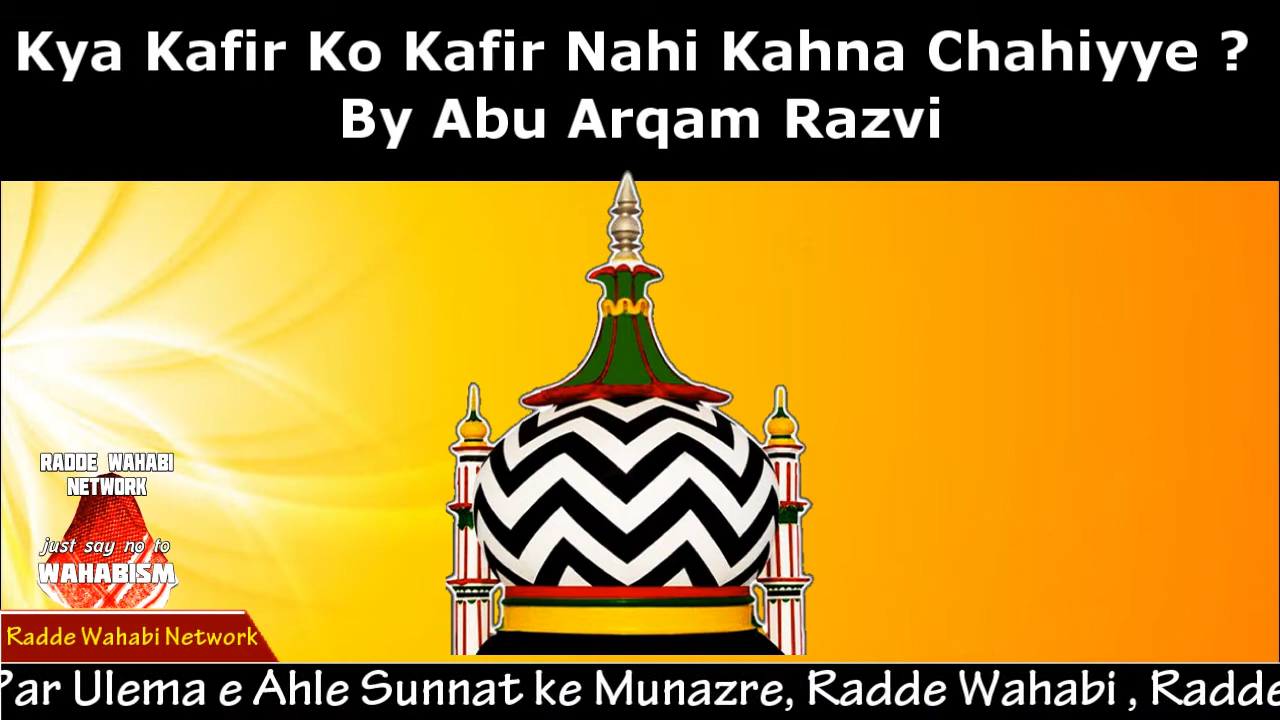 Kya Kafir Ko Kafir Nahi Kahna Chahiyye ?
By Abu Arqam Razvi
RADDE WAHABI
NETWORK
just say no to
WAHABISM
Radde Wahabi Network
Par Ulema e Ahle Sunnat ke Munazre, Radde Wahabi , Radde